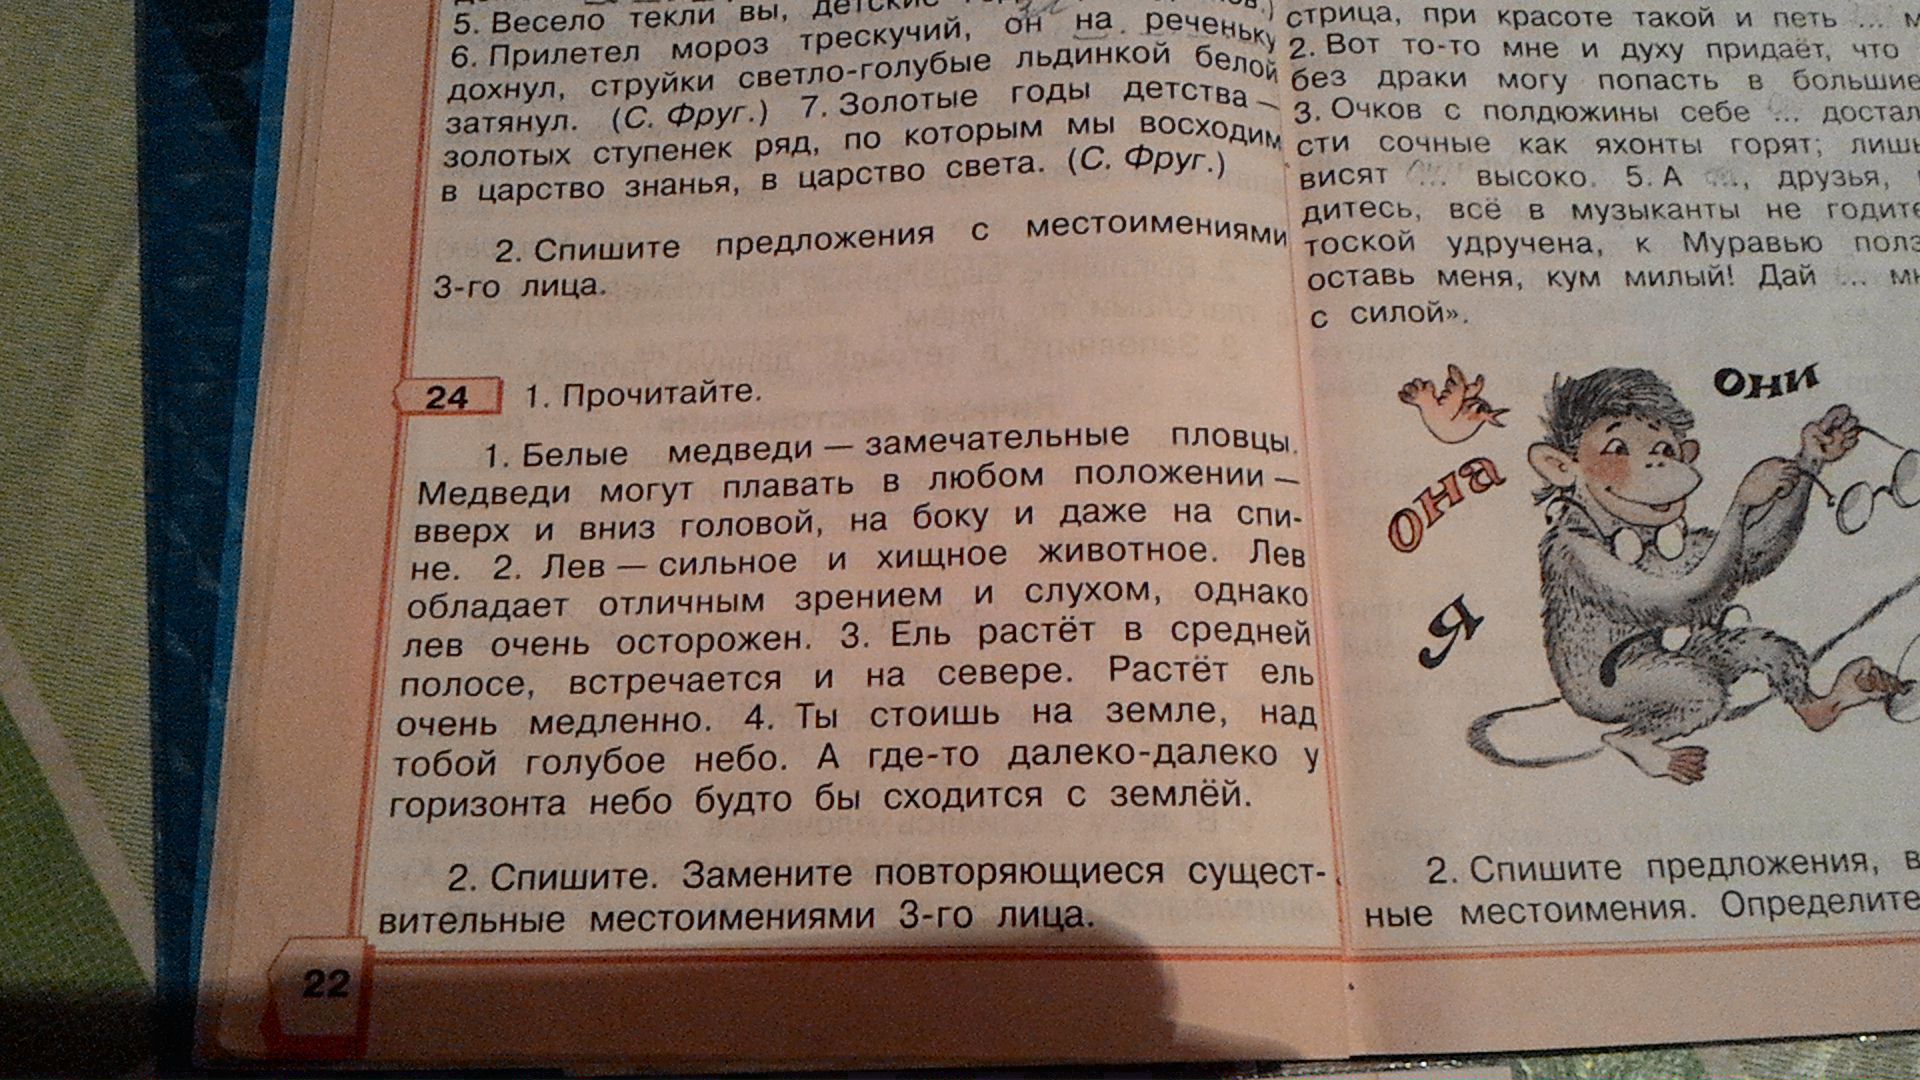 5. Весело текли вы, детские
6. Прилетел мороз трескучий, он на реченьку
дохнул, струйки светло-голубые льдинкой белой
затянул. (С. Фруг.) 7. Золотые годы детства —
золотых ступенек ряд, по которым мы восходим
в царство знанья, в царство света. (С. Фруг.)
2. Спишите предложения с местоимениями
3-го лица.
24 1. Прочитайте.
1. Белые медведи — замечательные пловцы.
Медведи могут плавать в любом положении —
вверх и вниз головой, на боку и даже на спи-
не. 2. Лев — сильное и хищное животное. Лев
обладает отличным зрением и слухом, однако
лев очень осторожен. 3. Ель растёт в средней
полосе, встречается и на севере. Растёт ель
очень медленно. 4. Ты стоишь на земле, над
тобой голубое небо. А где-то далеко-далеко у
горизонта небо будто бы сходится с землёй.
2. Спишите. Замените повторяющиеся сущест-
вительные местоимениями 3-го лица.
22
стрица, при красоте такой и петь ...
2. Вот то-то мне и духу придаёт, что
без драки могу попасть в большие
3. Очков с полдюжины себе ... достал
сти сочные как яхонты горят; лишь
висят ... высоко. 5. А ..., друзья,
дитесь, всё в музыканты не годите
тоской удручена, к Муравью полз
оставь меня, кум милый! Дай ...
с силой».
они
она
я
2. Спишите предложения, в
ные местоимения. Определите